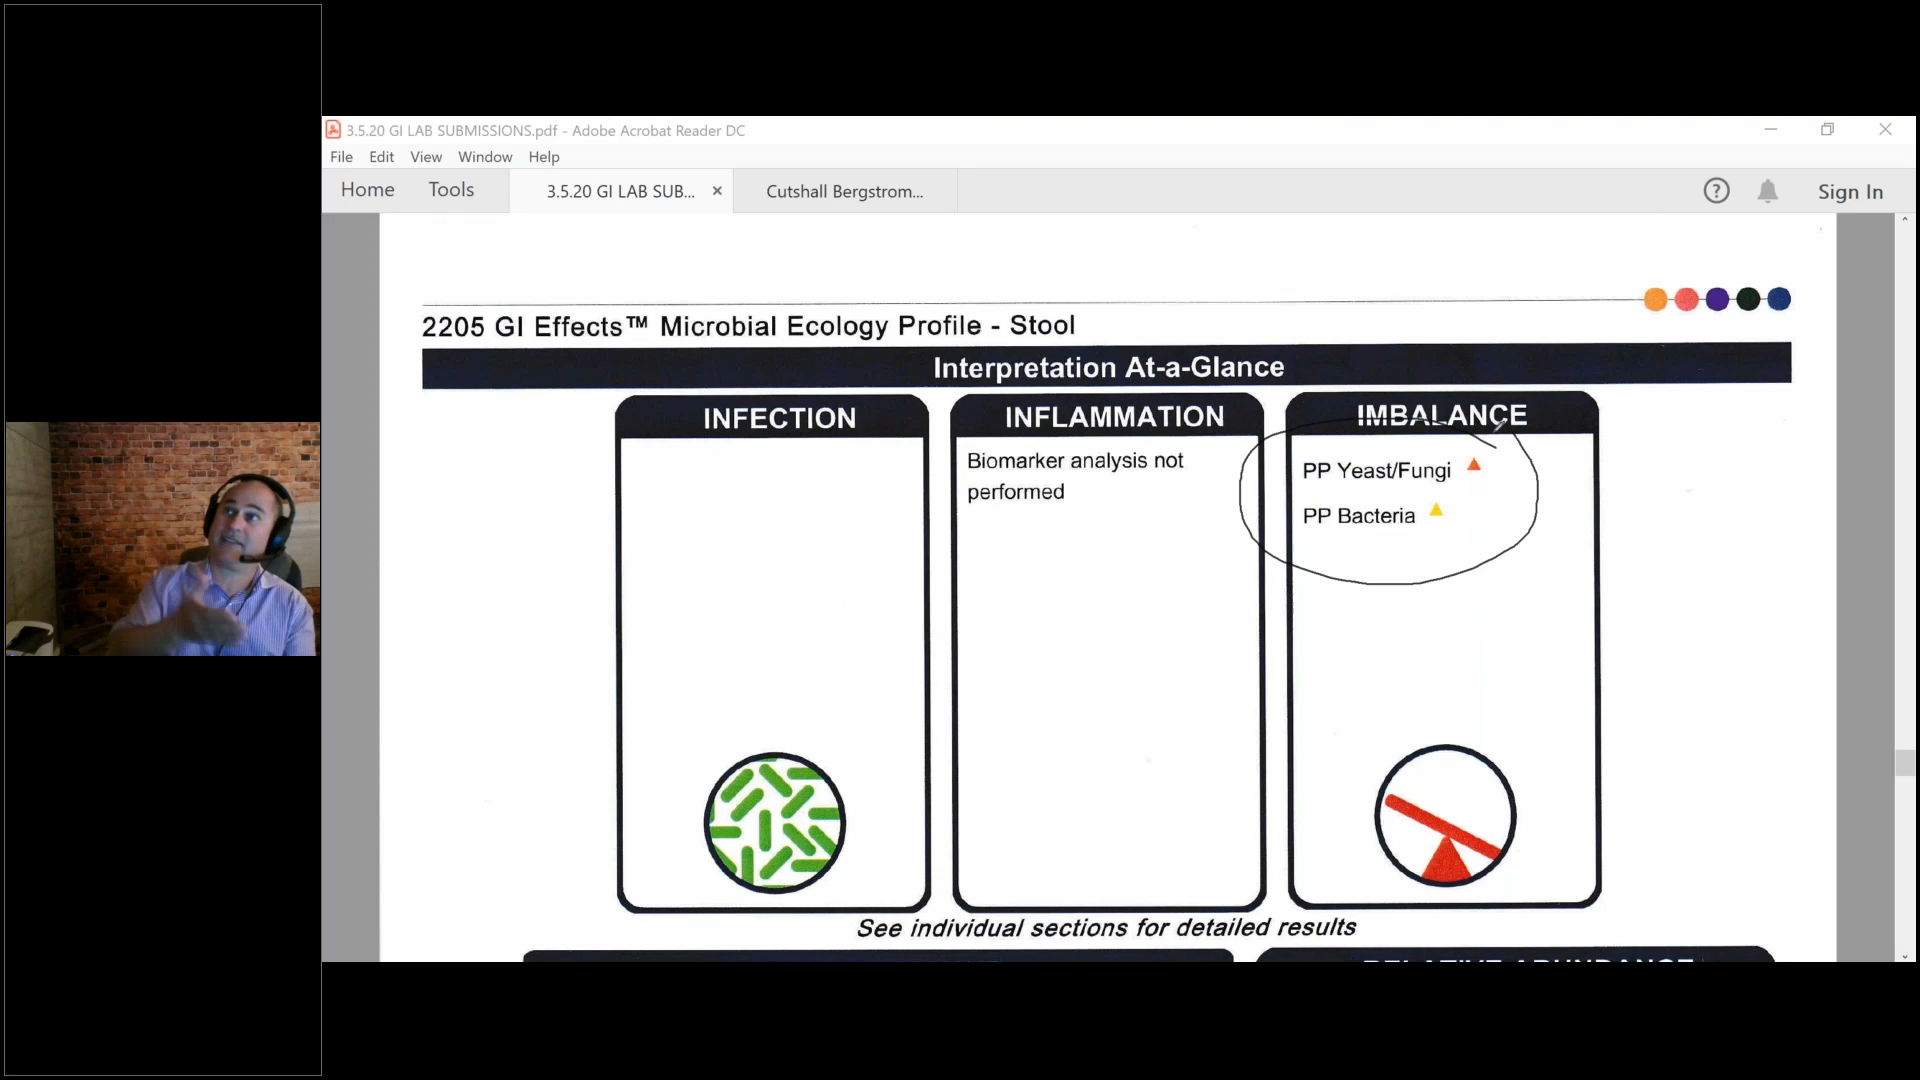 3.5.20 GI LAB SUBMISSIONS.pdf - Adobe Acrobat Reader DC
File Edit View Window Help
Home Tools 3.5.20 GI LAB SUB... × Cutshall Bergstrom... ? Sign In
2205 GI Effects™ Microbial Ecology Profile - Stool
Interpretation At-a-Glance
INFECTION
INFLAMMATION
Biomarker analysis not
performed
IMBALANCE
PP Yeast/Fungi
PP Bacteria
See individual sections for detailed results
RELATIVE ABUNDANCE